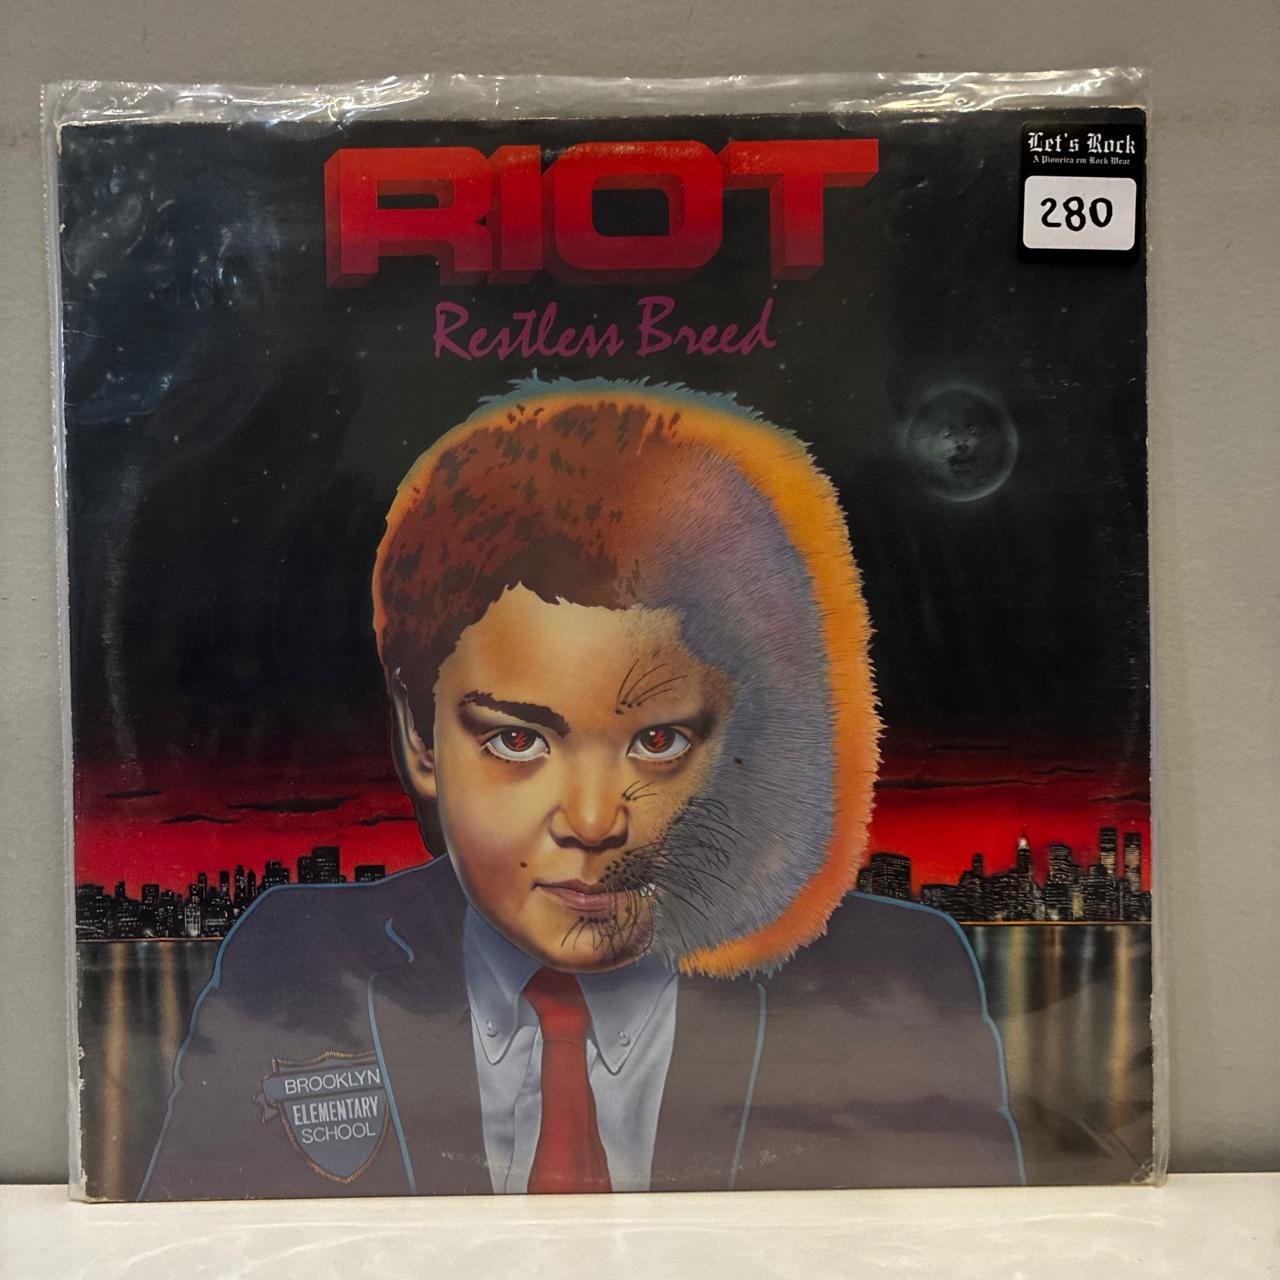 RIOT
Restless Breed
Let's Rock
A Pioneira em Rock Wear
280
BROOKLYN
ELEMENTARY
SCHOOL